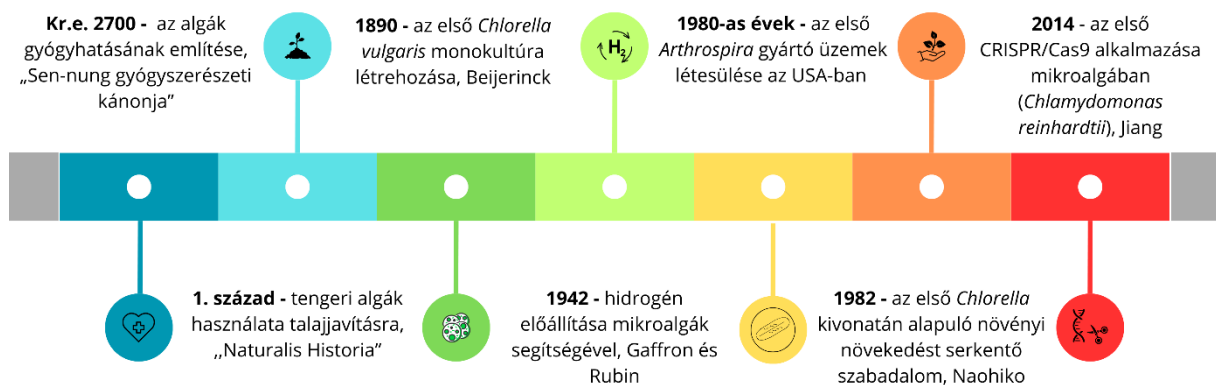 Kr.e. 2700 - az algák
gyógyhatásának említése,
„Sen-nung gyógyszerészeti
kánonja”
1890 - az első Chlorella
vulgaris monokultúra
létrehozása, Beijerinck
H₂
1980-as évek - az első
Arthrospira gyártó üzemek
létesülése az USA-ban
2014 - az első
CRISPR/Cas9 alkalmazása
mikroalgában
(Chlamydomonas
reinhardtii), Jiang
1. század - tengeri algák
használata talajjavításra,
,,Naturalis Historia”
1942 - hidrogén
előállítása mikroalgák
segítségével, Gaffron és
Rubin
1982 - az első Chlorella
kivonatán alapuló növényi
növekedést serkentő
szabadalom, Naohiko